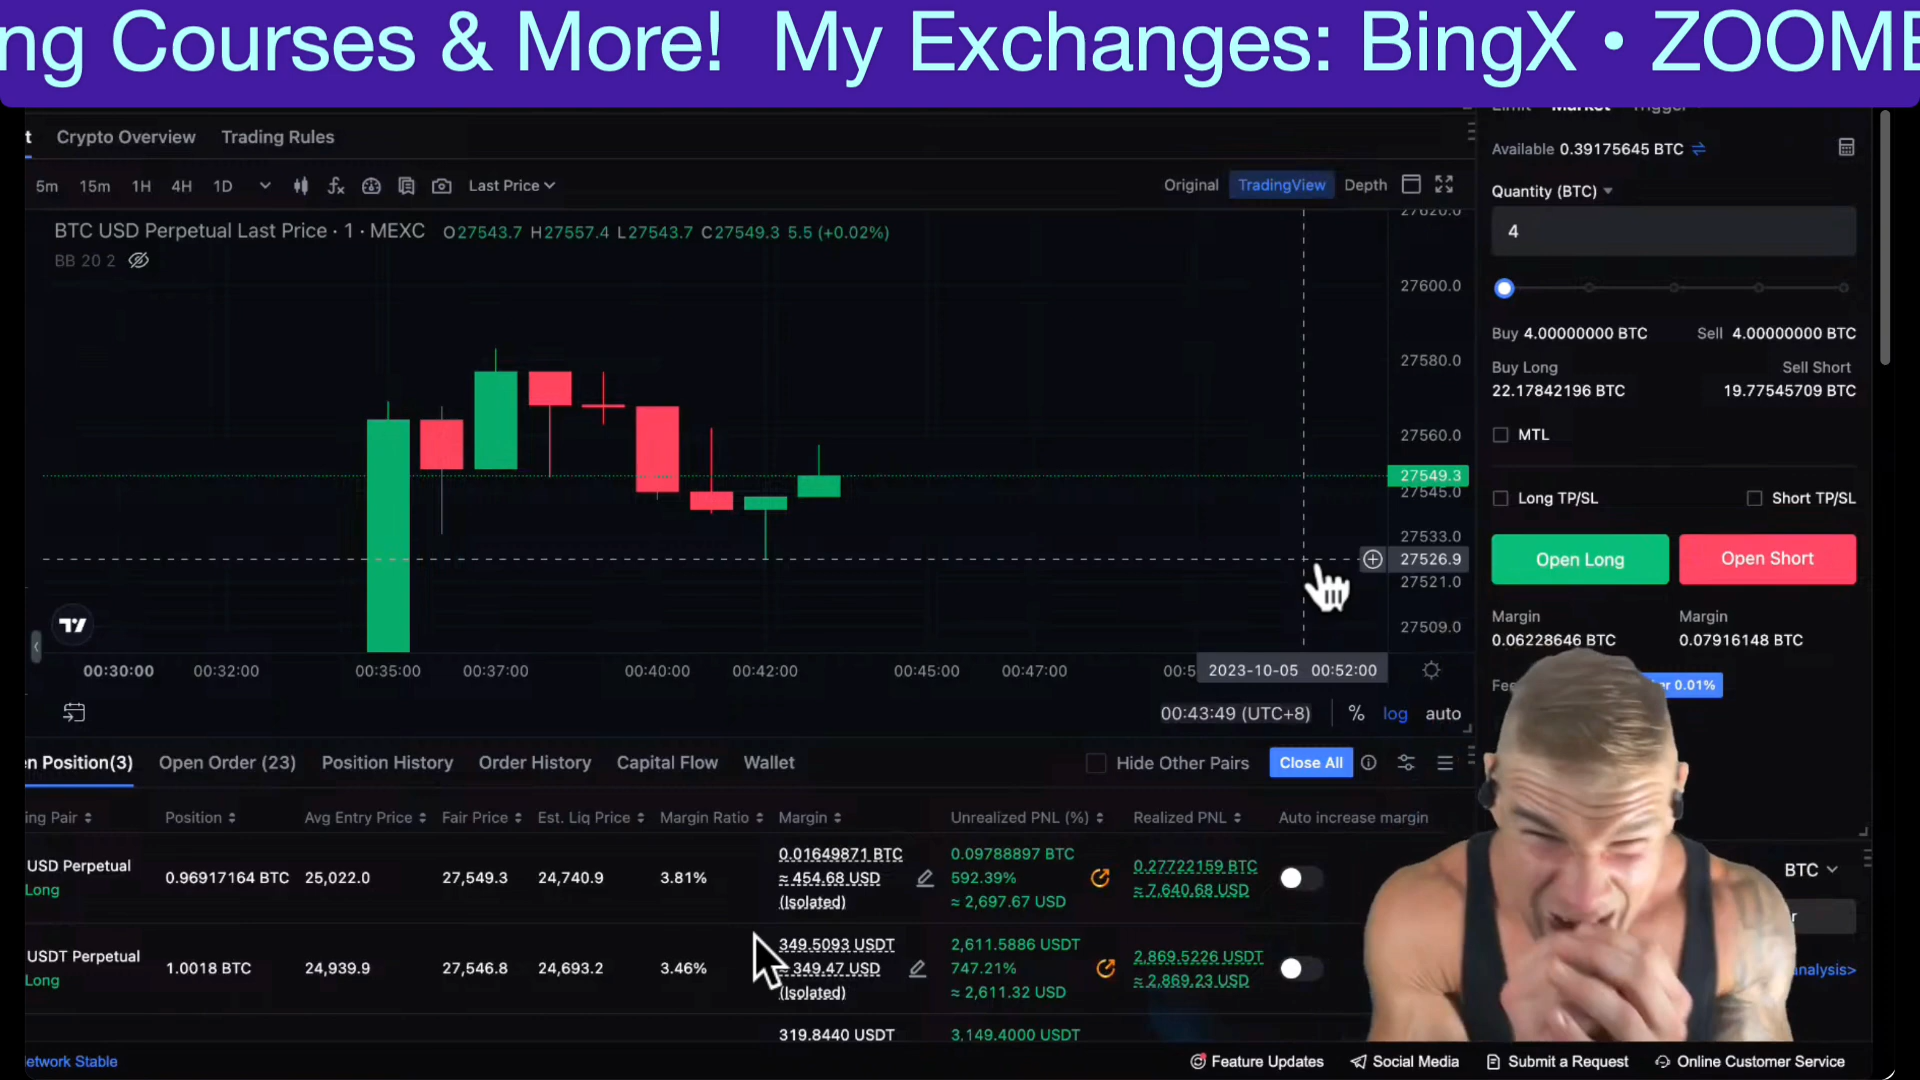 ng Courses & More! My Exchanges: BingX • ZOOME
Limit Market Trigger
t Crypto Overview Trading Rules
Available 0.39175645 BTC
5m 15m 1H 4H 1D Last Price Original TradingView Depth
Quantity (BTC)
4
BTC USD Perpetual Last Price · 1 · MEXC O27543.7 H27557.4 L27543.7 C27549.3 5.5 (+0.02%)
BB 20 2
27620.0
27600.0
27580.0
27560.0
27549.3
27545.0
27533.0
27526.9
27521.0
27509.0
Buy 4.00000000 BTC Sell 4.00000000 BTC
Buy Long Sell Short
22.17842196 BTC 19.77545709 BTC
MTL
Long TP/SL Short TP/SL
Open Long Open Short
Margin Margin
0.06228646 BTC 0.07916148 BTC
0.01%
00:30:00 00:32:00 00:35:00 00:37:00 00:40:00 00:42:00 00:45:00 00:47:00 00:5 2023-10-05 00:52:00
00:43:49 (UTC+8) % log auto
en Position(3) Open Order (23) Position History Order History Capital Flow Wallet Hide Other Pairs Close All
ing Pair Position Avg Entry Price Fair Price Est. Liq Price Margin Ratio Margin Unrealized PNL (%) Realized PNL Auto increase margin
USD Perpetual
Long
0.96917164 BTC 25,022.0 27,549.3 24,740.9 3.81%
0.01649871 BTC
≈ 454.68 USD
(Isolated)
0.09788897 BTC
592.39%
≈ 2,697.67 USD
0.27722159 BTC
≈ 7,640.68 USD
BTC
USDT Perpetual
Long
1.0018 BTC 24,939.9 27,546.8 24,693.2 3.46%
349.5093 USDT
≈ 349.47 USD
(Isolated)
2,611.5886 USDT
747.21%
≈ 2,611.32 USD
2,869.5226 USDT
≈ 2,869.23 USD
analysis>
319.8440 USDT 3,149.4000 USDT
etwork Stable Feature Updates Social Media Submit a Request Online Customer Service